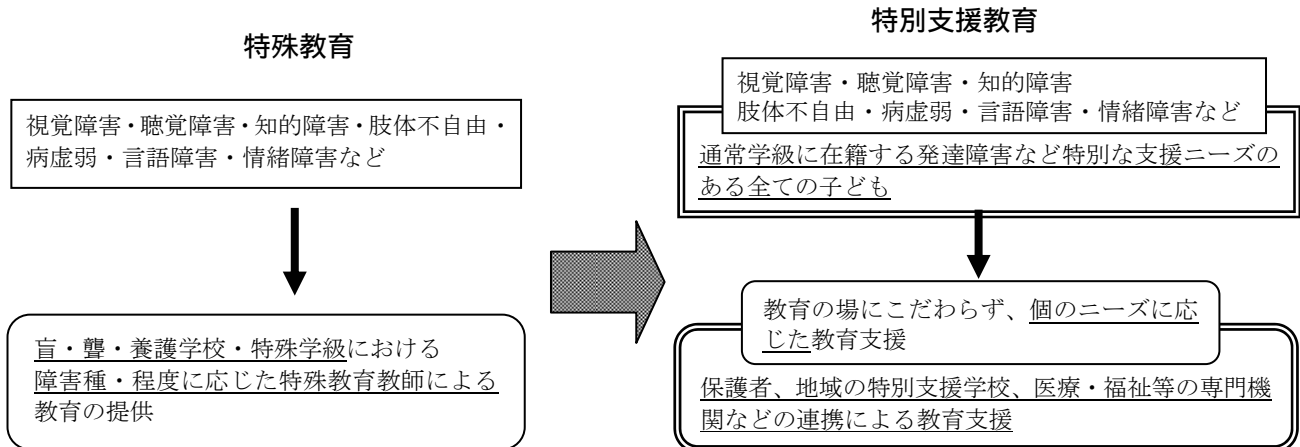 特殊教育
視覚障害・聴覚障害・知的障害・肢体不自由・
病虚弱・言語障害・情緒障害など
盲・聾・養護学校・特殊学級における
障害種・程度に応じた特殊教育教師による
教育の提供
特別支援教育
視覚障害・聴覚障害・知的障害
肢体不自由・病虚弱・言語障害・情緒障害など
通常学級に在籍する発達障害など特別な支援ニーズの
ある全ての子ども
教育の場にこだわらず、個のニーズに応
じた教育支援
保護者、地域の特別支援学校、医療・福祉等の専門機
関などの連携による教育支援